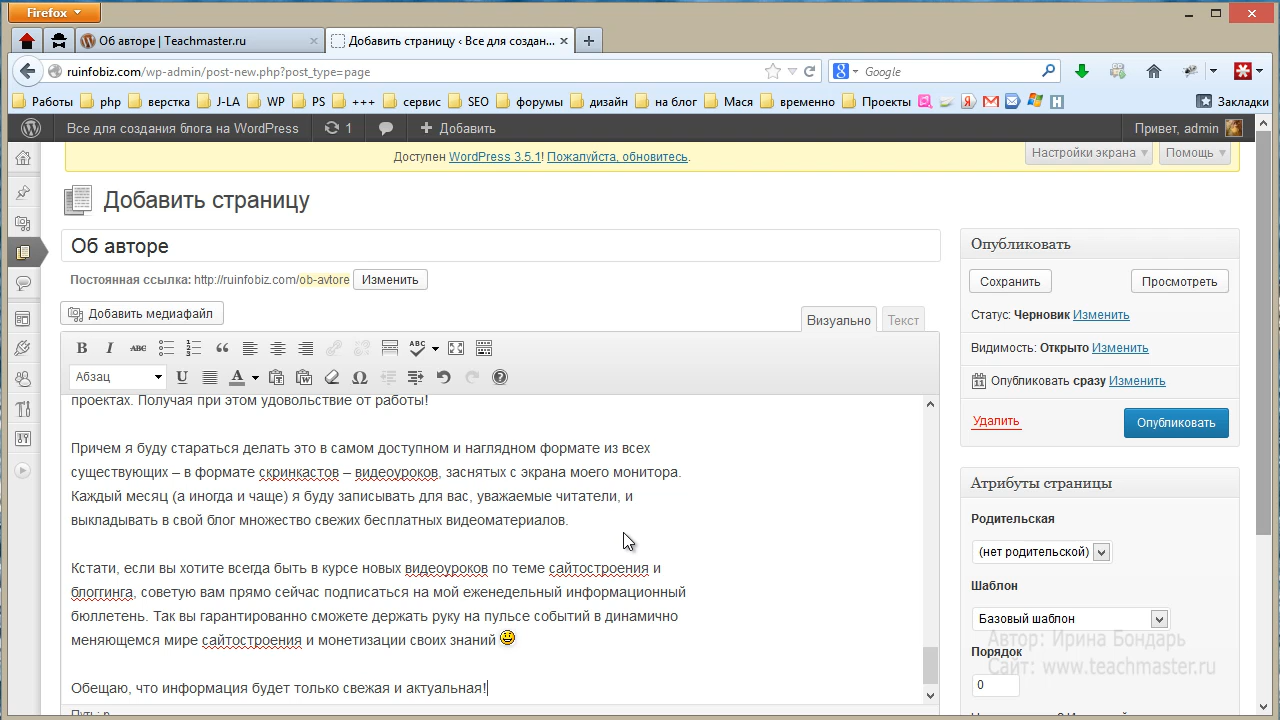 Firefox
Об авторе | Teachmaster.ru
Добавить страницу ‹ Все для создан...
ruinfobiz.com/wp-admin/post-new.php?post_type=page
Google
Работы php верстка J-LA WP PS +++ сервис SEO форумы дизайн на блог Мася временно Проекты Закладки
Все для создания блога на WordPress 1 Добавить Привет, admin
Доступен WordPress 3.5.1! Пожалуйста, обновитесь.
Настройки экрана Помощь
Добавить страницу
Об авторе
Постоянная ссылка: http://ruinfobiz.com/ob-avtore Изменить
Добавить медиафайл
Визуально Текст
B I ABC ABC
Абзац U A Ω
проектах. Получая при этом удовольствие от работы!
Причем я буду стараться делать это в самом доступном и наглядном формате из всех
существующих – в формате скринкастов – видеоуроков, заснятых с экрана моего монитора.
Каждый месяц (а иногда и чаще) я буду записывать для вас, уважаемые читатели, и
выкладывать в свой блог множество свежих бесплатных видеоматериалов.
Кстати, если вы хотите всегда быть в курсе новых видеоуроков по теме сайтостроения и
блоггинга, советую вам прямо сейчас подписаться на мой еженедельный информационный
бюллетень. Так вы гарантированно сможете держать руку на пульсе событий в динамично
меняющемся мире сайтостроения и монетизации своих знаний
Обещаю, что информация будет только свежая и актуальная!
Путь: p
Опубликовать
Сохранить Просмотреть
Статус: Черновик Изменить
Видимость: Открыто Изменить
Опубликовать сразу Изменить
Удалить Опубликовать
Атрибуты страницы
Родительская
(нет родительской)
Шаблон
Базовый шаблон
Автор: Ирина Бондарь
Порядок
Сайт: www.teachmaster.ru
0